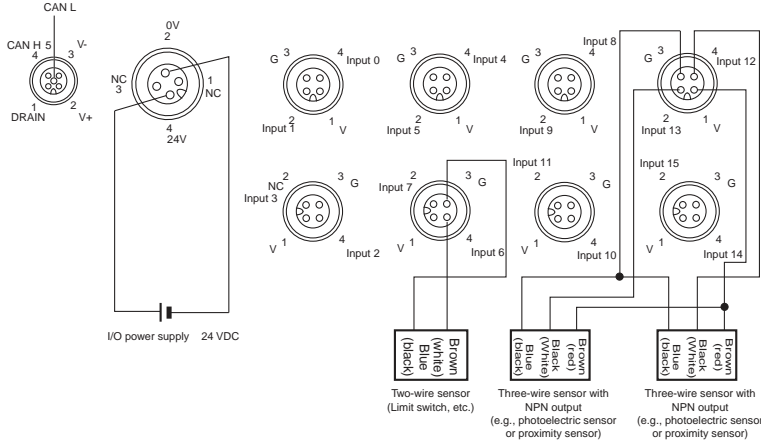 CAN L
CAN H 5 V-
4 3
1 2
DRAIN V+
0V
2
NC
3
1
NC
4
24V
I/O power supply 24 VDC
G 3 4 Input 0
2 1 V
Input 1
G 3 4 Input 4
2 1 V
Input 5
G 3 4 Input 8
2 1 V
Input 9
G 3 4 Input 12
2 1 V
Input 13
NC 2 3 G
Input 3
V 1 4
Input 2
2 3 G
Input 7
V 1 4
Input 6
Input 11
2 3 G
V 1 4
Input 10
Input 15
2 3 G
V 1 4
Input 14
Blue
(black)
Brown
(white)
Two-wire sensor
(Limit switch, etc.)
Blue
(black)
Black
(White)
Brown
(red)
Three-wire sensor with
NPN output
(e.g., photoelectric sensor
or proximity sensor)
Blue
(black)
Black
(White)
Brown
(red)
Three-wire sensor with
NPN output
(e.g., photoelectric sensor
or proximity sensor)